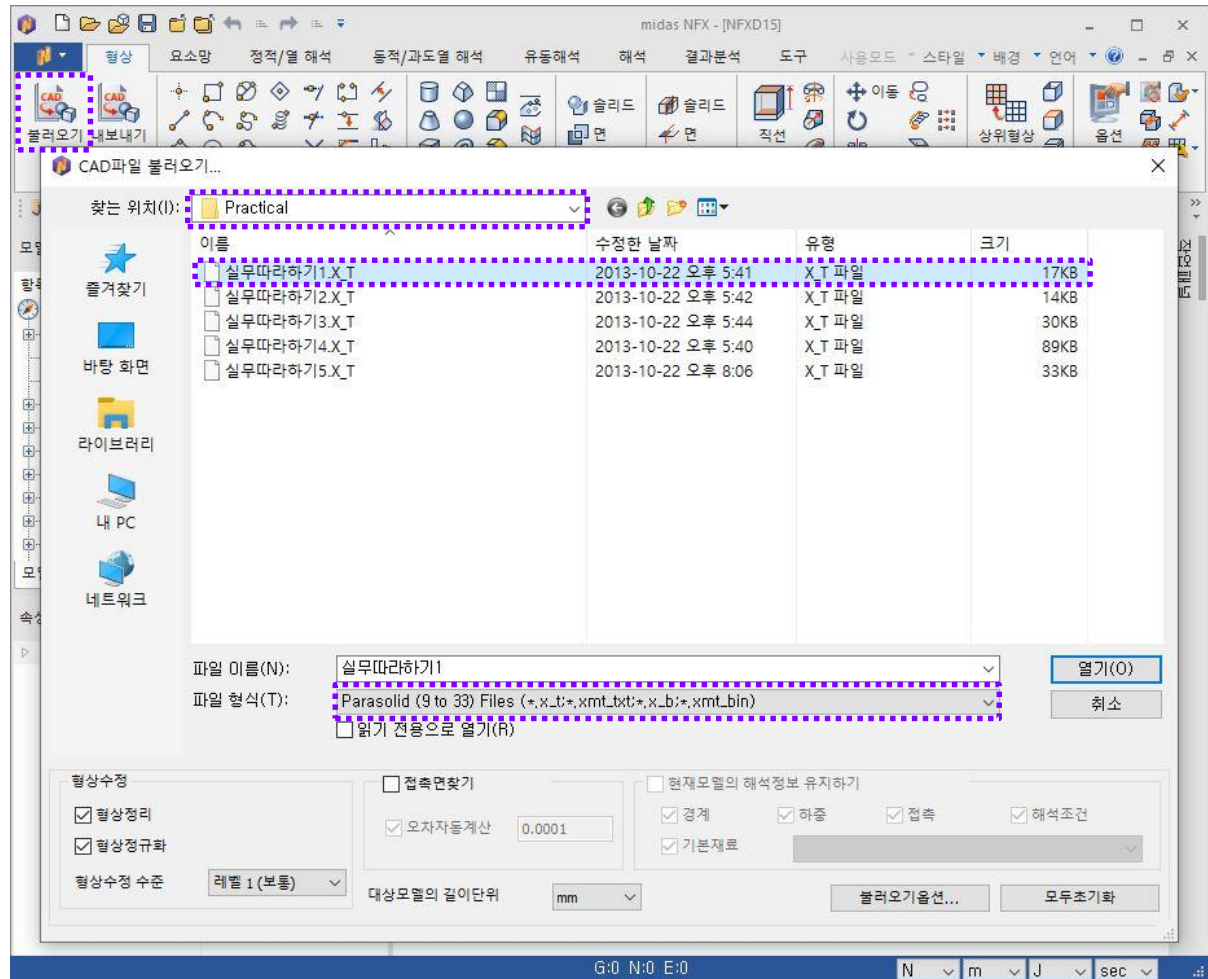 midas NFX - [NFXD15]
형상 요소망 정적/열 해석 동적/과도열 해석 유동해석 해석 결과분석 도구 사용모드 스타일 배경 언어
CAD CAD
불러오기 내보내기 솔리드 면 솔리드 면 직선 이동 상위형상 옵션
CAD파일 불러오기...
찾는 위치(I): Practical
이름 수정한 날짜 유형 크기
실무따라하기1.X_T 2013-10-22 오후 5:41 X_T 파일 17KB
실무따라하기2.X_T 2013-10-22 오후 5:42 X_T 파일 14KB
실무따라하기3.X_T 2013-10-22 오후 5:44 X_T 파일 30KB
실무따라하기4.X_T 2013-10-22 오후 5:40 X_T 파일 89KB
실무따라하기5.X_T 2013-10-22 오후 8:06 X_T 파일 33KB
즐겨찾기
바탕 화면
라이브러리
내 PC
네트워크
파일 이름(N): 실무따라하기1 열기(O)
파일 형식(T): Parasolid (9 to 33) Files (*.x_t;*.xmt_txt;*.x_b;*.xmt_bin) 취소
읽기 전용으로 열기(R)
형상수정 접촉면찾기 현재모델의 해석정보 유지하기
형상정리 오차자동계산 0.0001 경계 하중 접촉 해석조건
형상정규화 기본재료
형상수정 수준 레벨 1 (보통) 대상모델의 길이단위 mm 불러오기옵션... 모두초기화
G:0 N:0 E:0 N m J sec